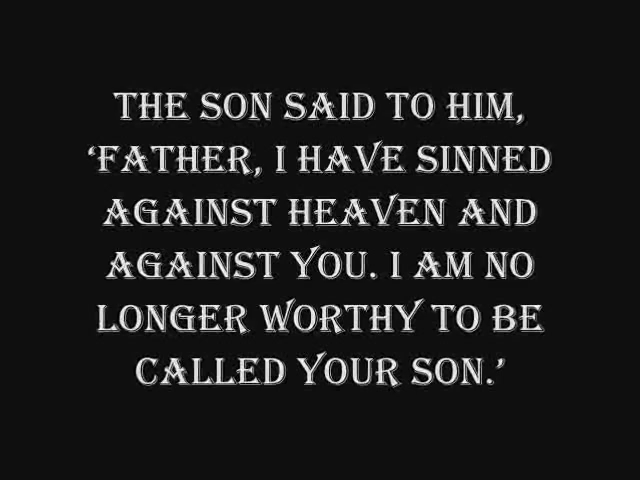 THE SON SAID TO HIM,
‘FATHER, I HAVE SINNED
AGAINST HEAVEN AND
AGAINST YOU. I AM NO
LONGER WORTHY TO BE
CALLED YOUR SON.’